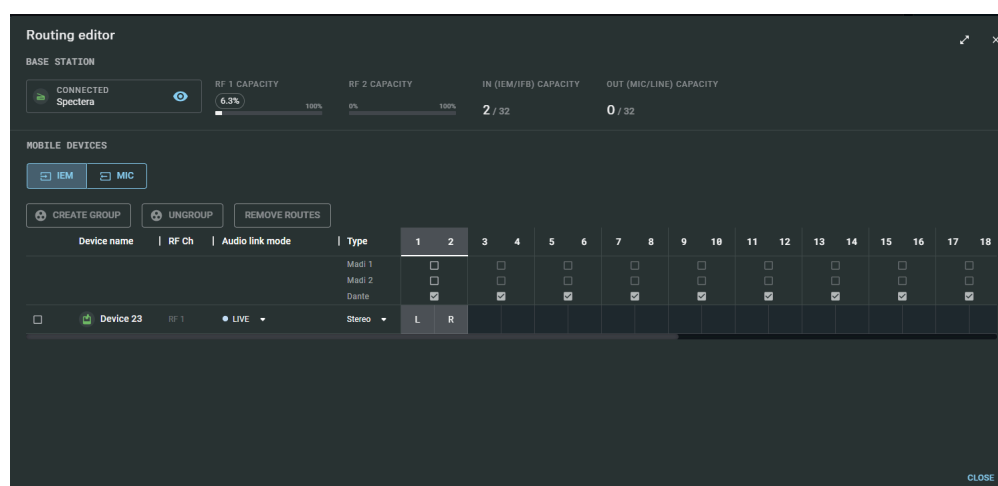 Routing editor
BASE STATION
CONNECTED
Spectera
RF 1 CAPACITY
6.3%
100%
RF 2 CAPACITY
0%
100%
IN (IEM/IFB) CAPACITY
2 / 32
OUT (MIC/LINE) CAPACITY
0 / 32
MOBILE DEVICES
IEM MIC
CREATE GROUP UNGROUP REMOVE ROUTES
Device name RF Ch Audio link mode Type 1 2 3 4 5 6 7 8 9 10 11 12 13 14 15 16 17 18
Madi 1
Madi 2
Dante
Device 23 RF 1 LIVE Stereo L R
CLOSE